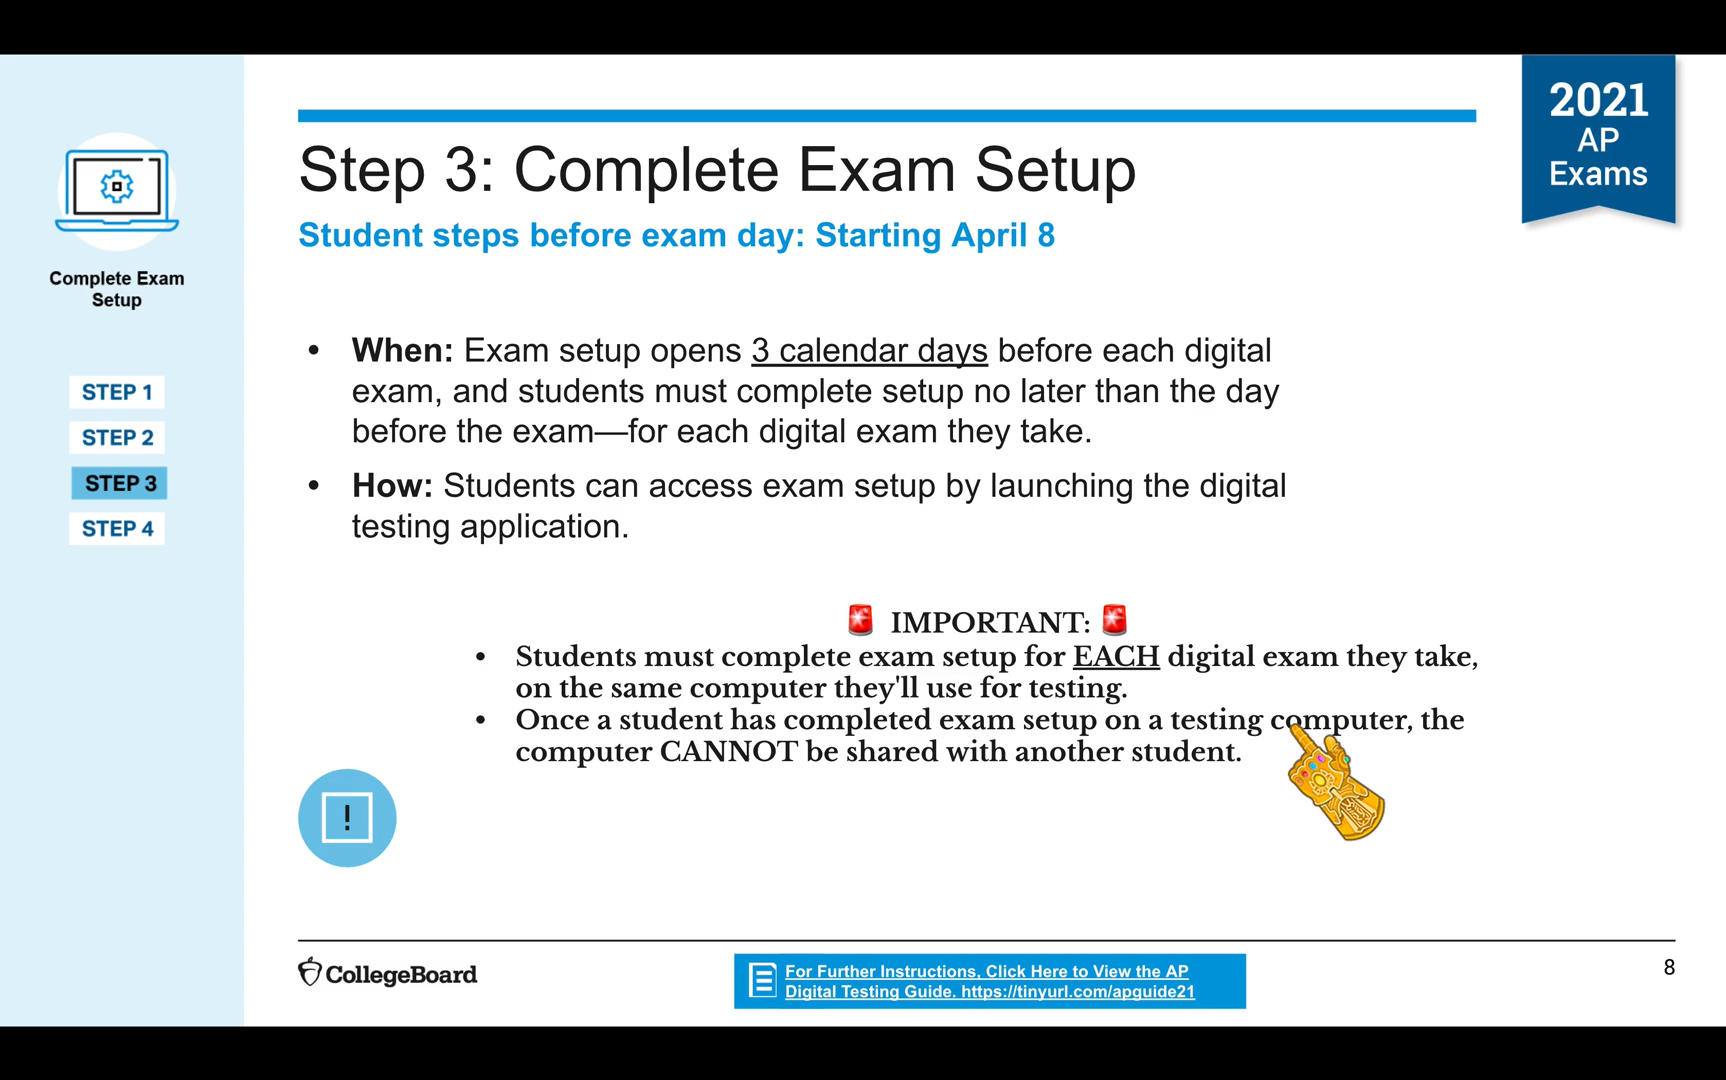 2021
AP
Exams
Step 3: Complete Exam Setup
Student steps before exam day: Starting April 8
Complete Exam
Setup
STEP 1
STEP 2
STEP 3
STEP 4
• When: Exam setup opens 3 calendar days before each digital
exam, and students must complete setup no later than the day
before the exam—for each digital exam they take.
• How: Students can access exam setup by launching the digital
testing application.
🚨 IMPORTANT: 🚨
• Students must complete exam setup for EACH digital exam they take,
on the same computer they'll use for testing.
• Once a student has completed exam setup on a testing computer, the
computer CANNOT be shared with another student.
!
CollegeBoard
For Further Instructions, Click Here to View the AP
Digital Testing Guide. https://tinyurl.com/apguide21
8